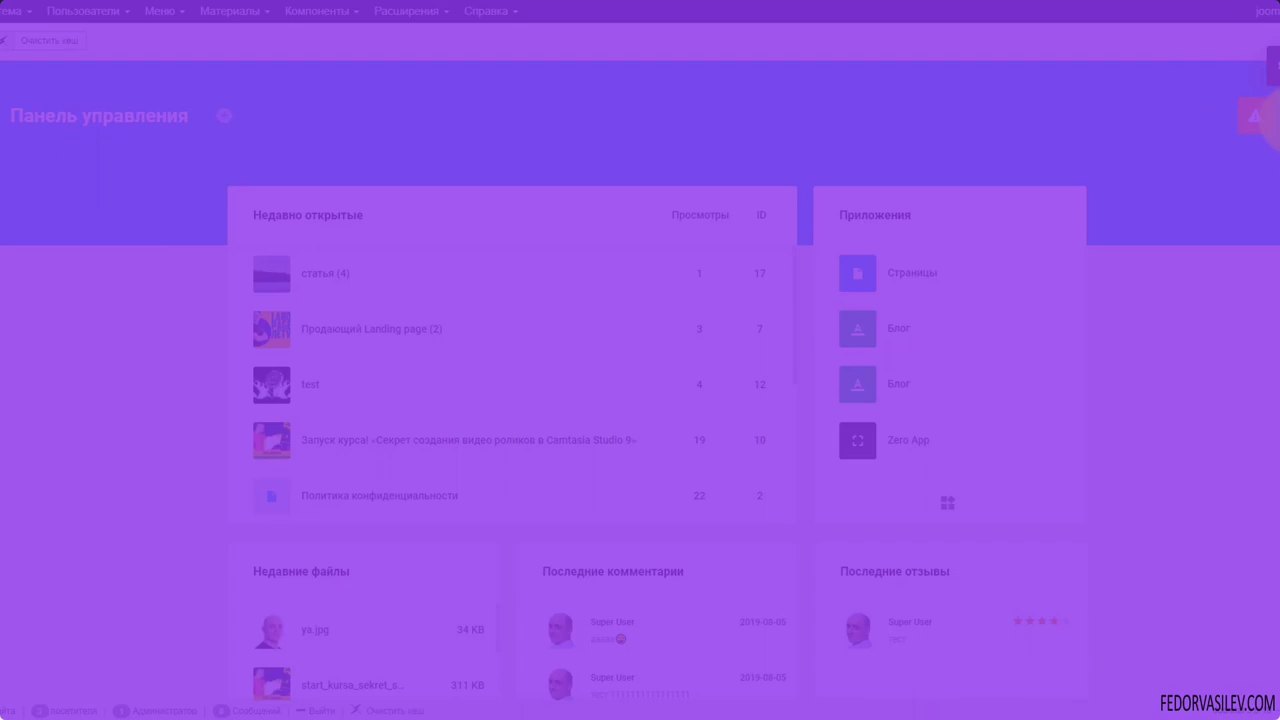 Пользователи Меню Материалы Компоненты Расширения Справка
Очистить кеш
Панель управления
Недавно открытые Просмотры ID
статья (4) 1 17
Продающий Landing page (2) 3 7
test 4 12
Запуск курса! «Секрет создания видео роликов в Camtasia Studio 9» 19 10
Политика конфиденциальности 22 2
Приложения
Страницы
Блог
Блог
Zero App
Недавние файлы
ya.jpg 34 KB
start_kursa_sekret_s... 311 KB
Последние комментарии
Super User 2019-08-05
Super User 2019-08-05
Последние отзывы
Super User
тест
посетителя Администратор Сообщений Выйти Очистить кеш
FEDORVASILEV.COM